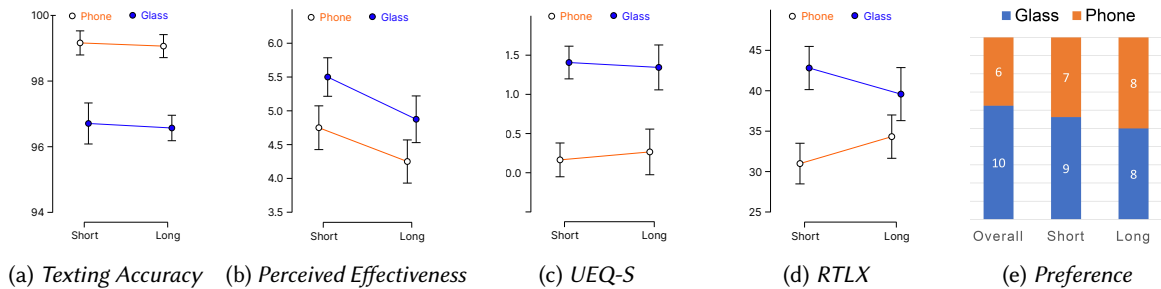 Phone Glass
100
98
96
94
Short Long
(a) Texting Accuracy
Phone Glass
6.0
5.5
5.0
4.5
4.0
3.5
Short Long
(b) Perceived Effectiveness
Phone Glass
1.5
1.0
0.5
0.0
Short Long
(c) UEQ-S
Phone Glass
45
40
35
30
25
Short Long
(d) RTLX
Glass Phone
6 7 8
10 9 8
Overall Short Long
(e) Preference